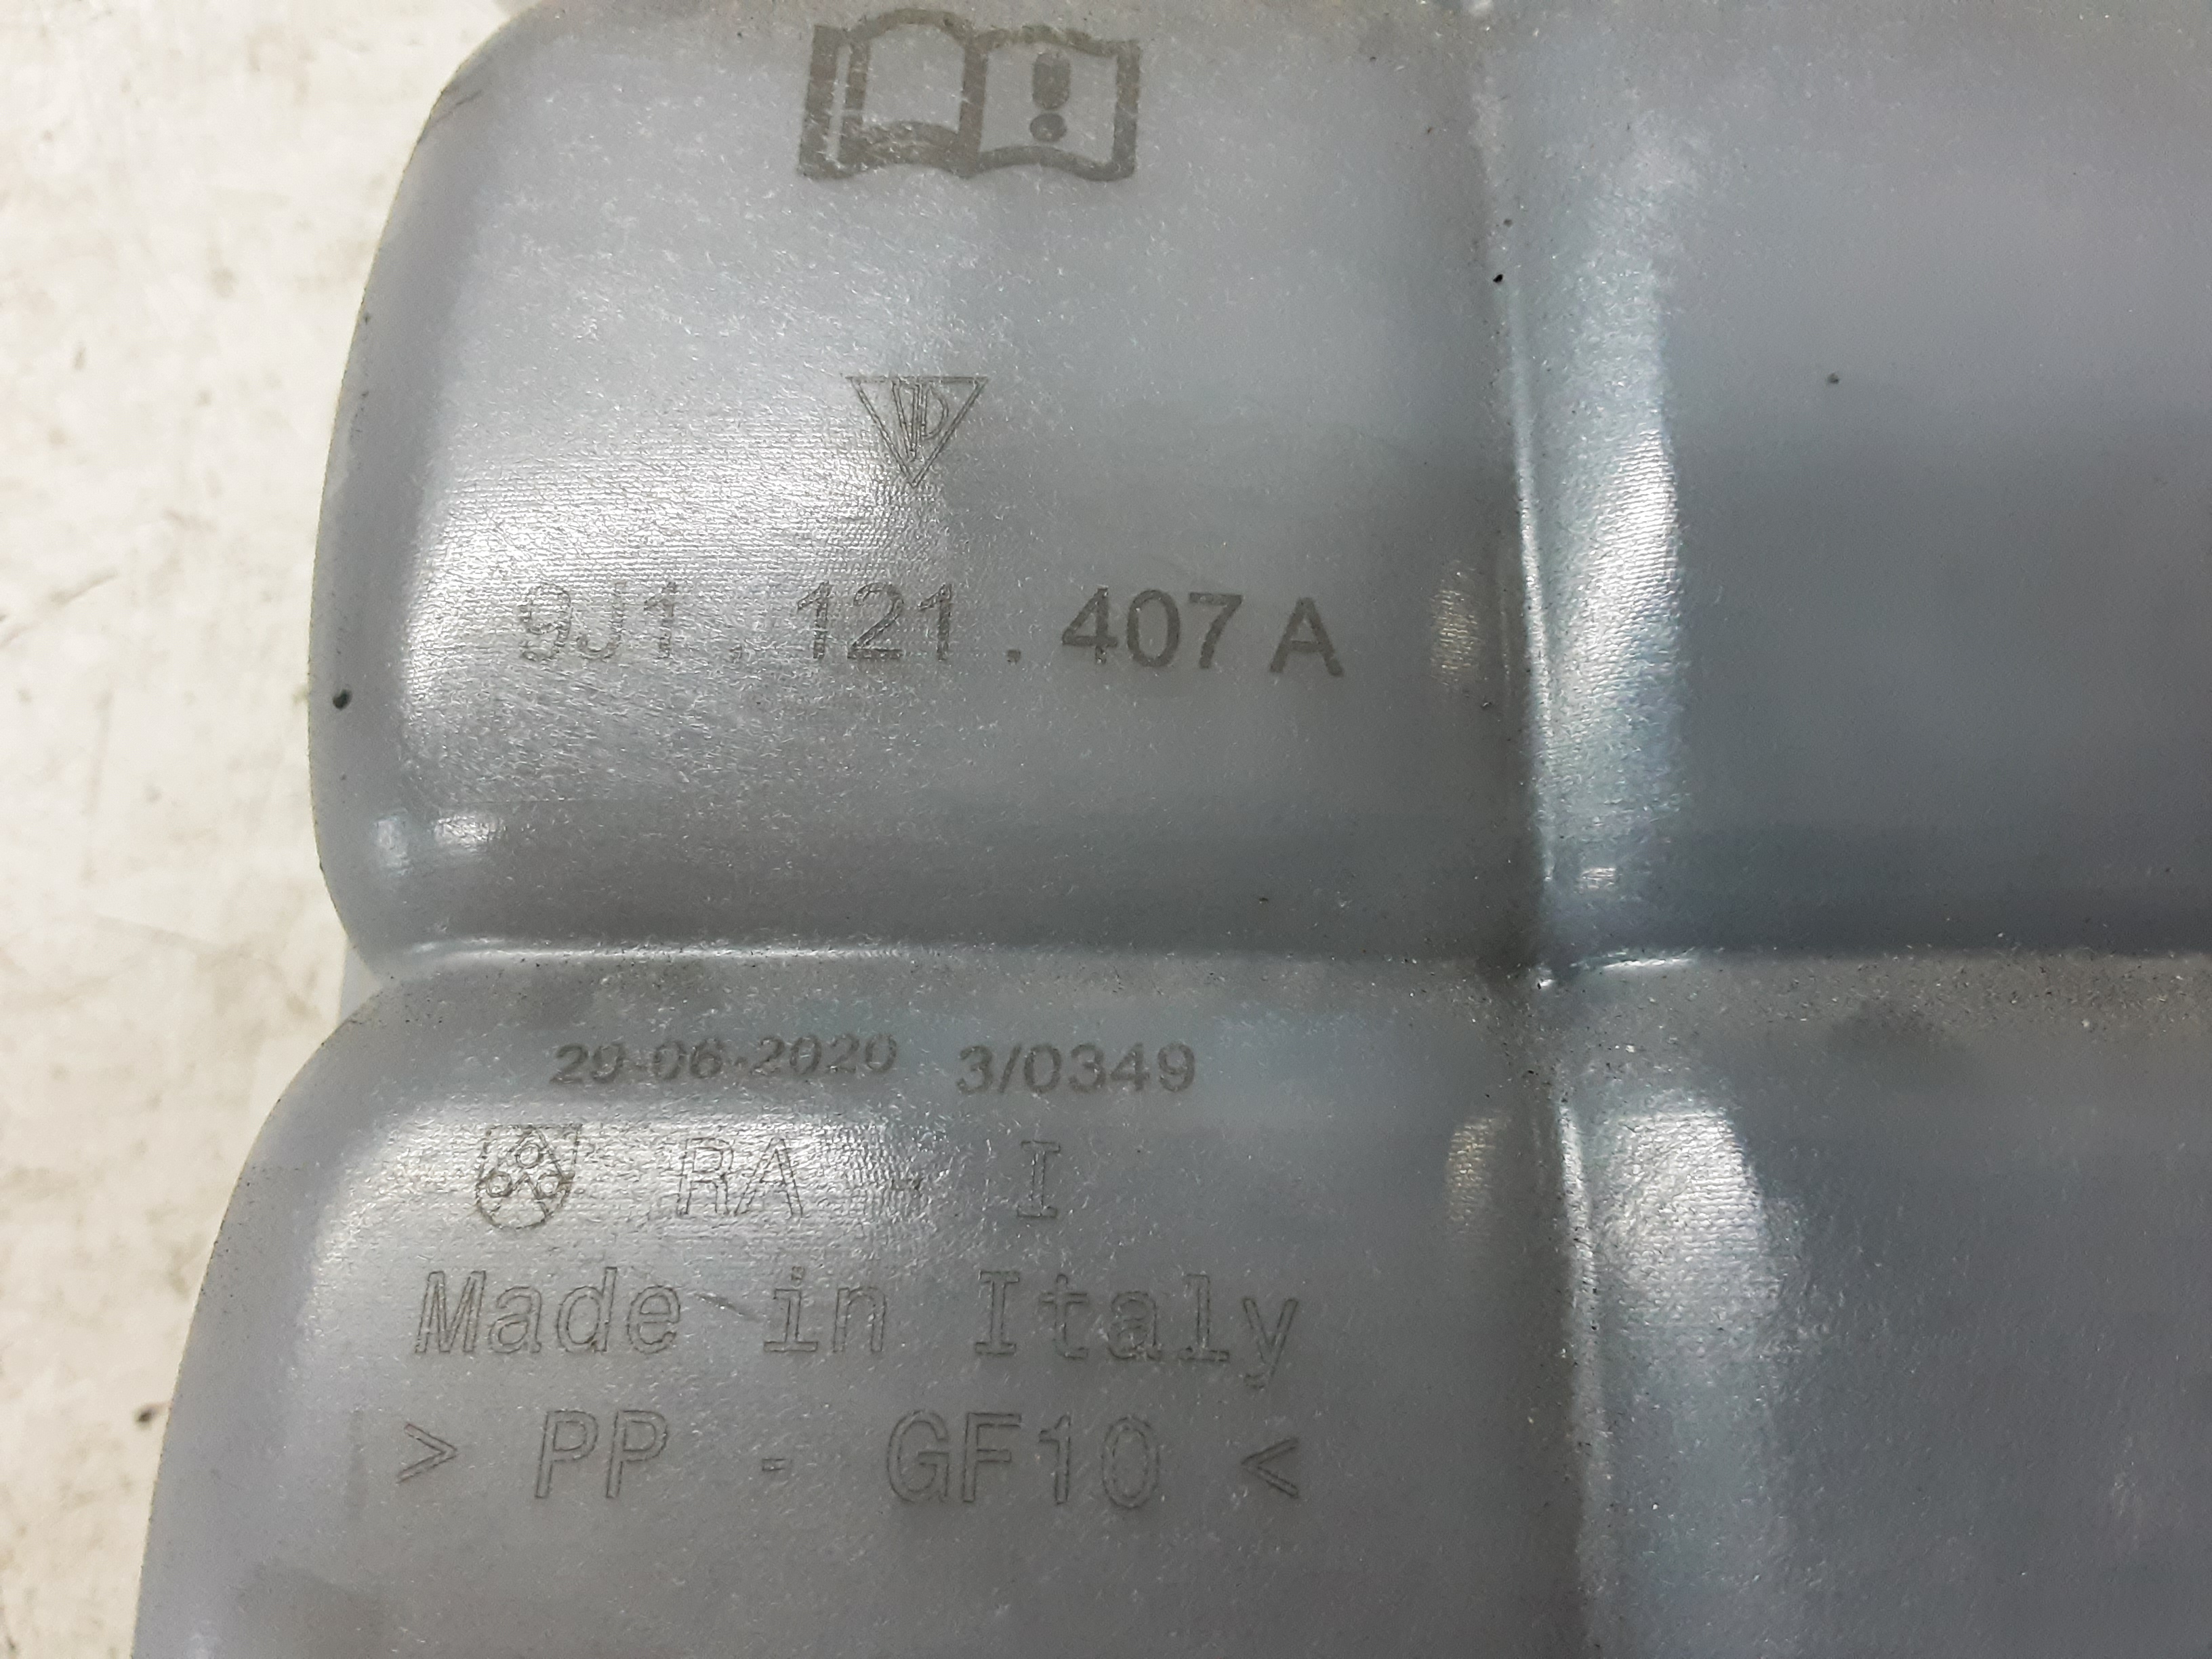 9J1 . 121 . 407 A
29-06-2020 3/0349
RA - I
Made in Italy
> PP - GF10 <